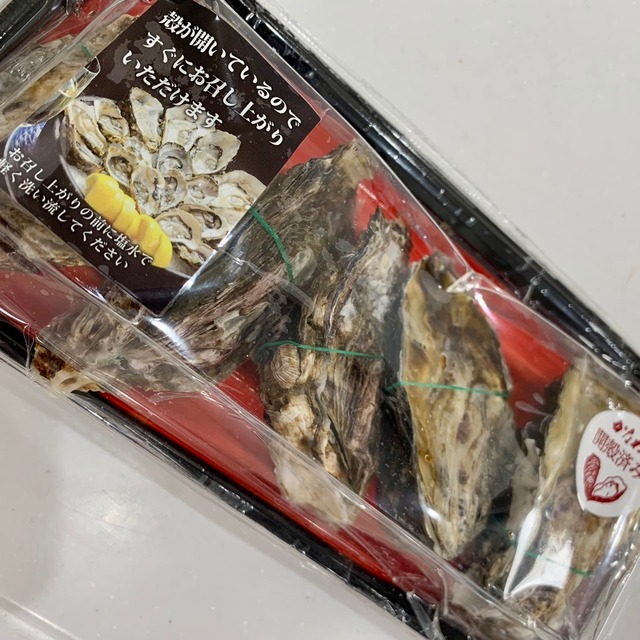 殻が開いているので
すぐにお召し上がり
いただけます
お召し上がりの前に塩水で
軽く洗い流してください
開殻済み